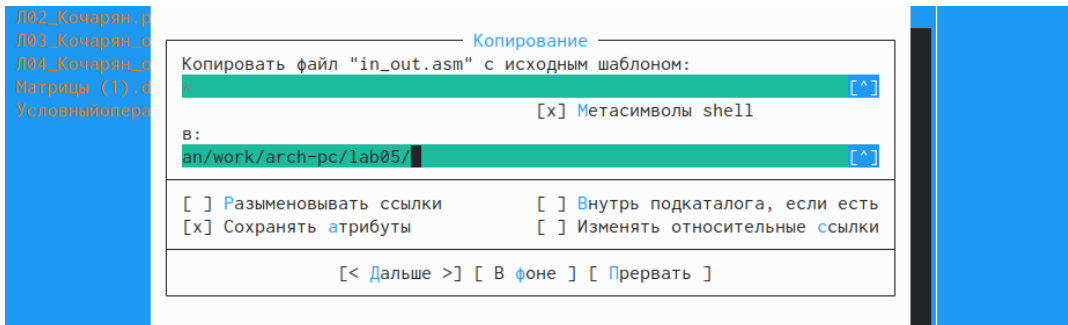 Л02_Кочарян.р
Л03_Кочарян_о
Л04_Кочарян_о
Матрицы (1).d
Условныйопера
Копирование
Копировать файл "in_out.asm" с исходным шаблоном:
*
[^]
[x] Метасимволы shell
в:
an/work/arch-pc/lab05/
[^]
[ ] Разыменовывать ссылки
[ ] Внутрь подкаталога, если есть
[x] Сохранять атрибуты
[ ] Изменять относительные ссылки
[< Дальше >] [ В фоне ] [ Прервать ]